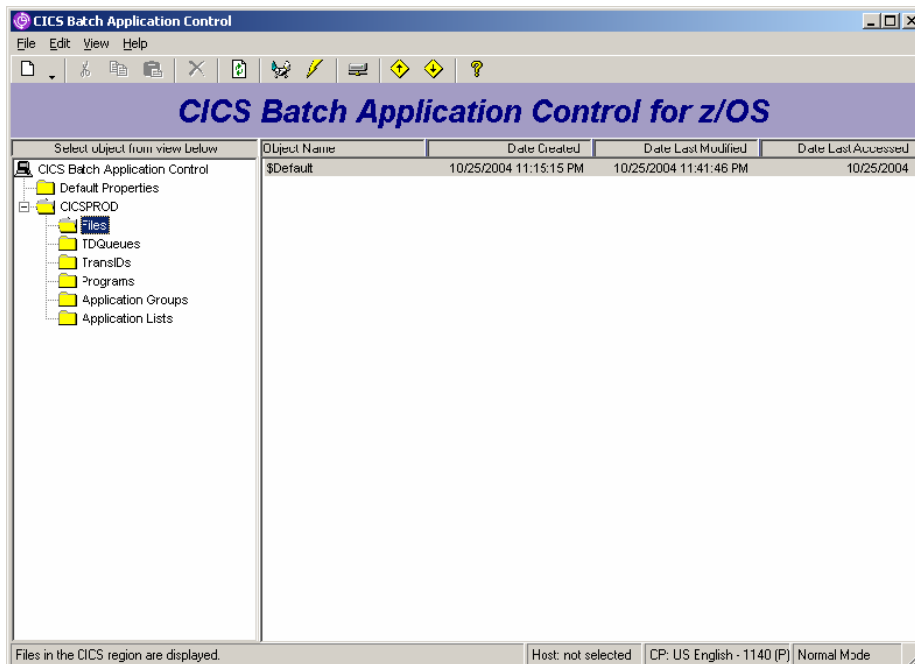 CICS Batch Application Control
File Edit View Help
CICS Batch Application Control for z/OS
Select object from view below Object Name Date Created Date Last Modified Date Last Accessed
CICS Batch Application Control $Default 10/25/2004 11:15:15 PM 10/25/2004 11:41:46 PM 10/25/2004
Default Properties
CICSPROD
Files
TDQueues
TransIDs
Programs
Application Groups
Application Lists
Files in the CICS region are displayed. Host: not selected CP: US English - 1140 (P) Normal Mode